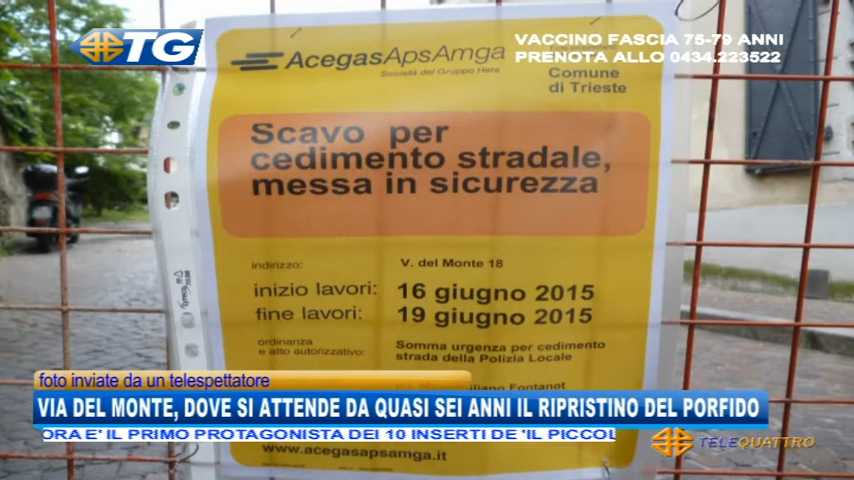 TG
VACCINO FASCIA 75-79 ANNI
PRENOTA ALLO 0434.223522
AcegasApsAmga
Società del Gruppo Hera
Comune
di Trieste
Scavo per
cedimento stradale,
messa in sicurezza
indirizzo: V. del Monte 18
inizio lavori: 16 giugno 2015
fine lavori: 19 giugno 2015
ordinanza
e atto autorizzativo: Somma urgenza per cedimento
strada della Polizia Locale
Fontanot
foto inviate da un telespettatore
VIA DEL MONTE, DOVE SI ATTENDE DA QUASI SEI ANNI IL RIPRISTINO DEL PORFIDO
ORA E' IL PRIMO PROTAGONISTA DEI 10 INSERTI DE 'IL PICCOL
TELEQUATTRO
www.acegasapsamga.it